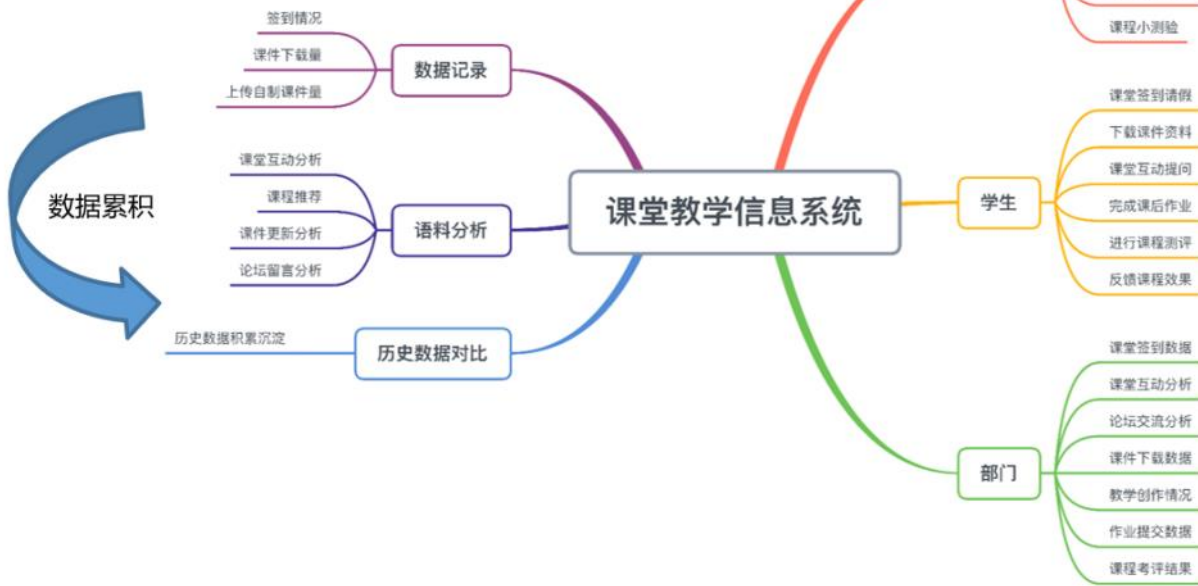 签到情况
课件下载量
上传自制课件量
数据记录
数据累积
课堂互动分析
课程推荐
课件更新分析
论坛留言分析
语料分析
历史数据积累沉淀
历史数据对比
课堂教学信息系统
课程小测验
学生
课堂签到请假
下载课件资料
课堂互动提问
完成课后作业
进行课程测评
反馈课程效果
部门
课堂签到数据
课堂互动分析
论坛交流分析
课件下载数据
教学创作情况
作业提交数据
课程考评结果